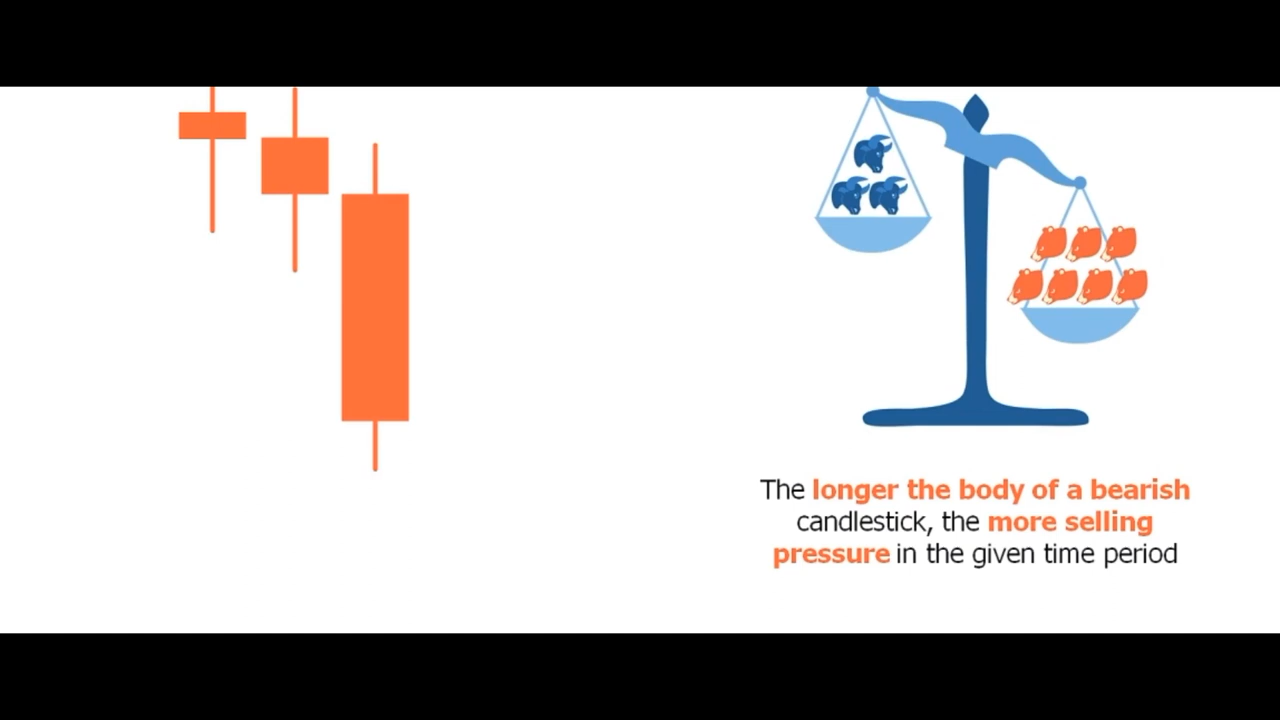 The longer the body of a bearish
candlestick, the more selling
pressure in the given time period